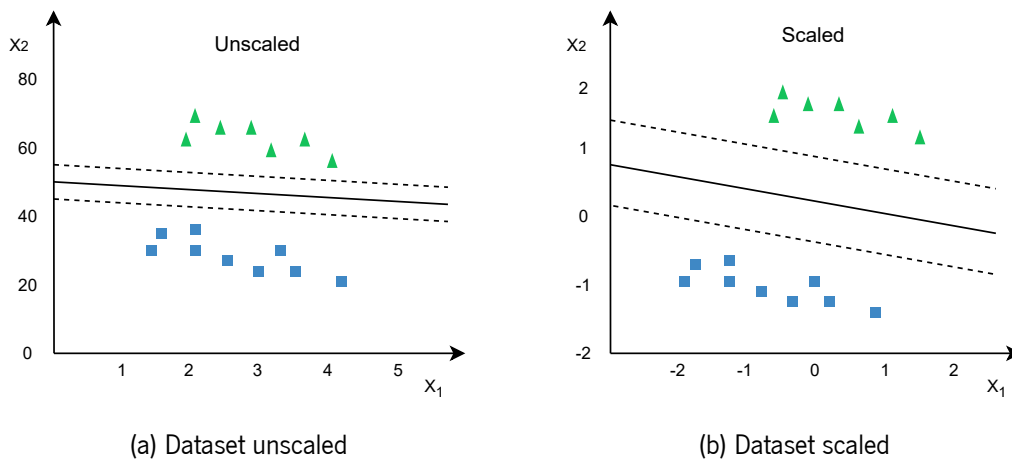 X2
Unscaled
80
60
40
20
0
1 2 3 4 5
X1
(a) Dataset unscaled
X2
Scaled
2
1
0
-1
-2
-2 -1 0 1 2
X1
(b) Dataset scaled